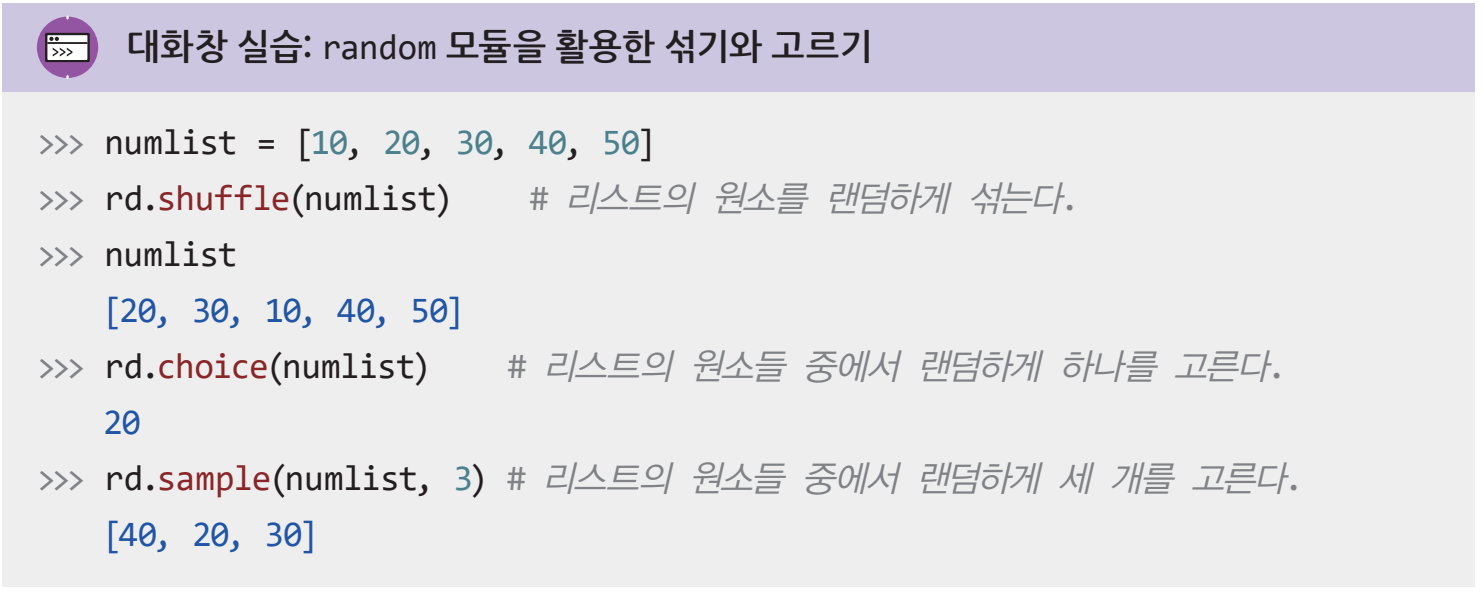 >>>
대화창 실습: random 모듈을 활용한 섞기와 고르기
>>> numlist = [10, 20, 30, 40, 50]
>>> rd.shuffle(numlist)    # 리스트의 원소를 랜덤하게 섞는다.
>>> numlist
[20, 30, 10, 40, 50]
>>> rd.choice(numlist)    # 리스트의 원소들 중에서 랜덤하게 하나를 고른다.
20
>>> rd.sample(numlist, 3) # 리스트의 원소들 중에서 랜덤하게 세 개를 고른다.
[40, 20, 30]